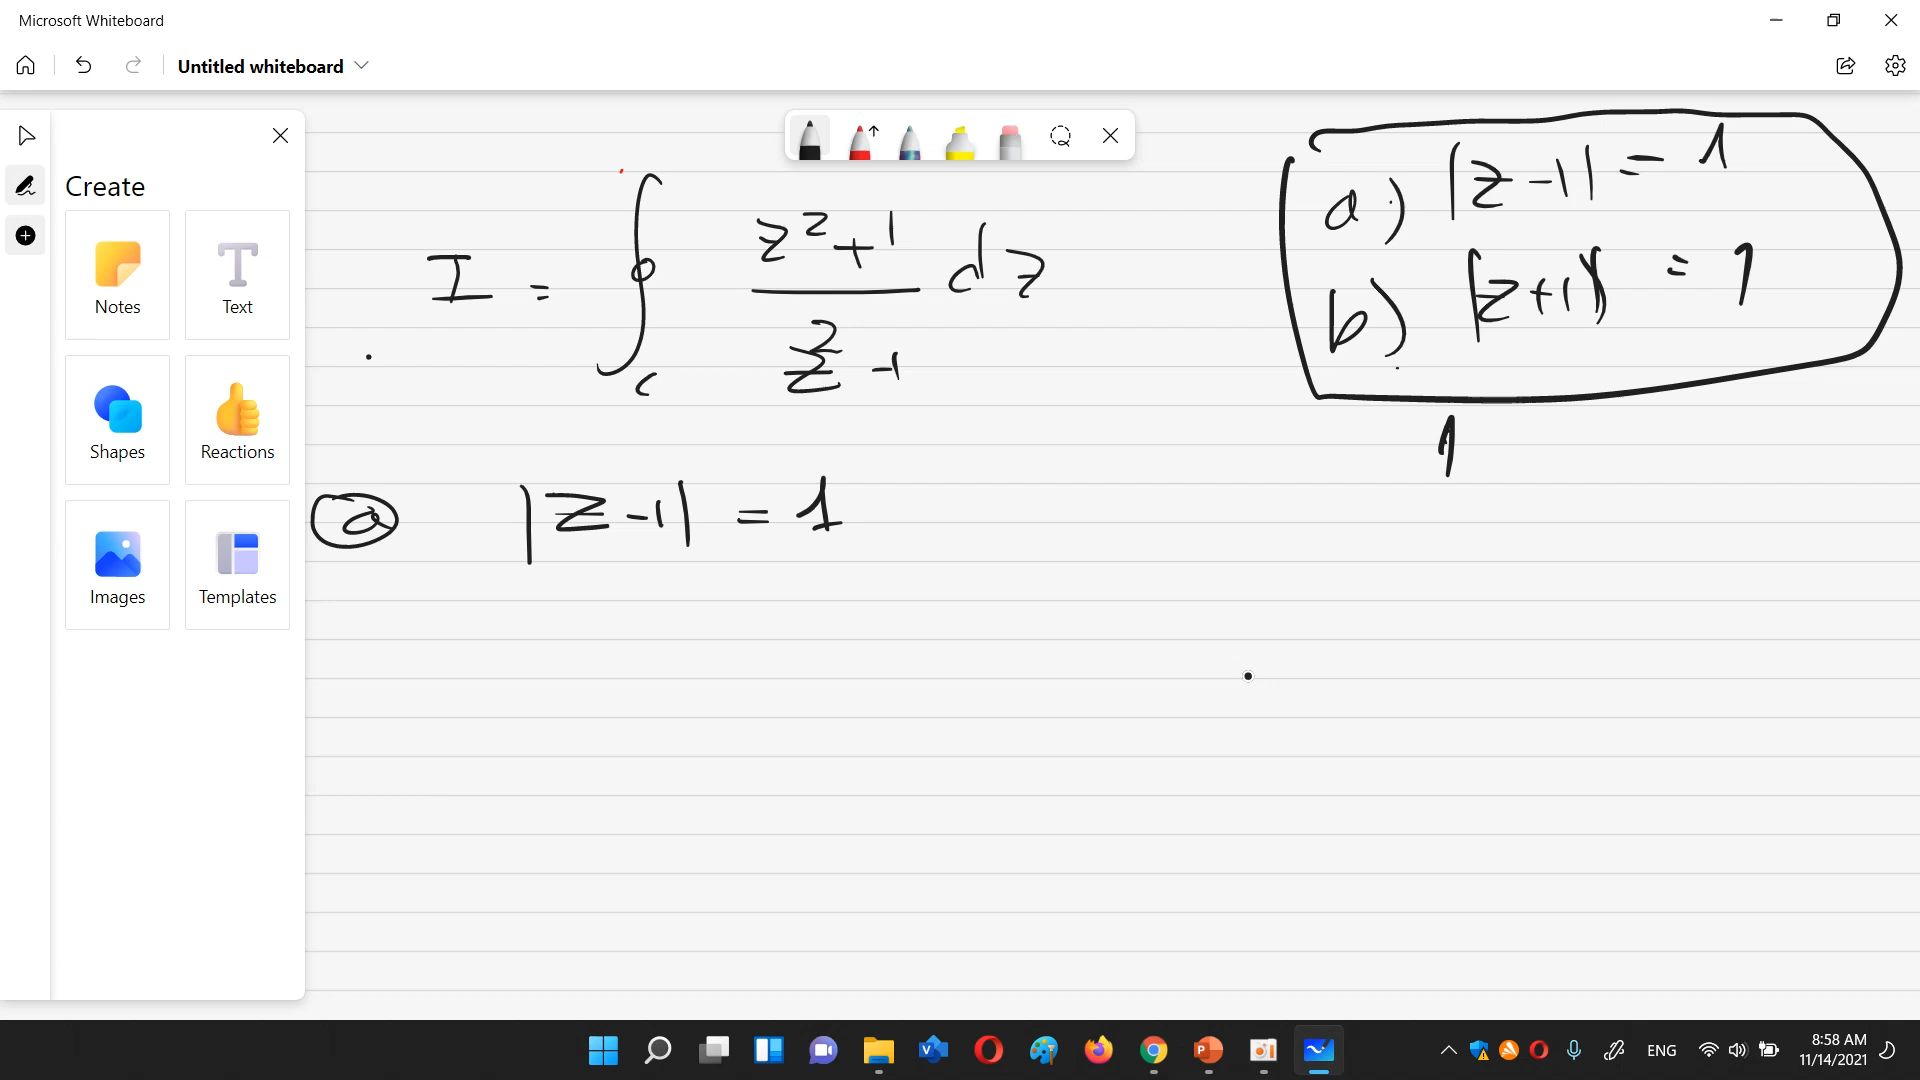 Microsoft Whiteboard
Untitled whiteboard
Create
Notes
Text
Shapes
Reactions
Images
Templates
I = ∮c (z²+1)/(z²-1) dz
a) |z-1| = 1
b) |z+1| = 1
1
a |z-1| = 1
ENG
8:58 AM
11/14/2021